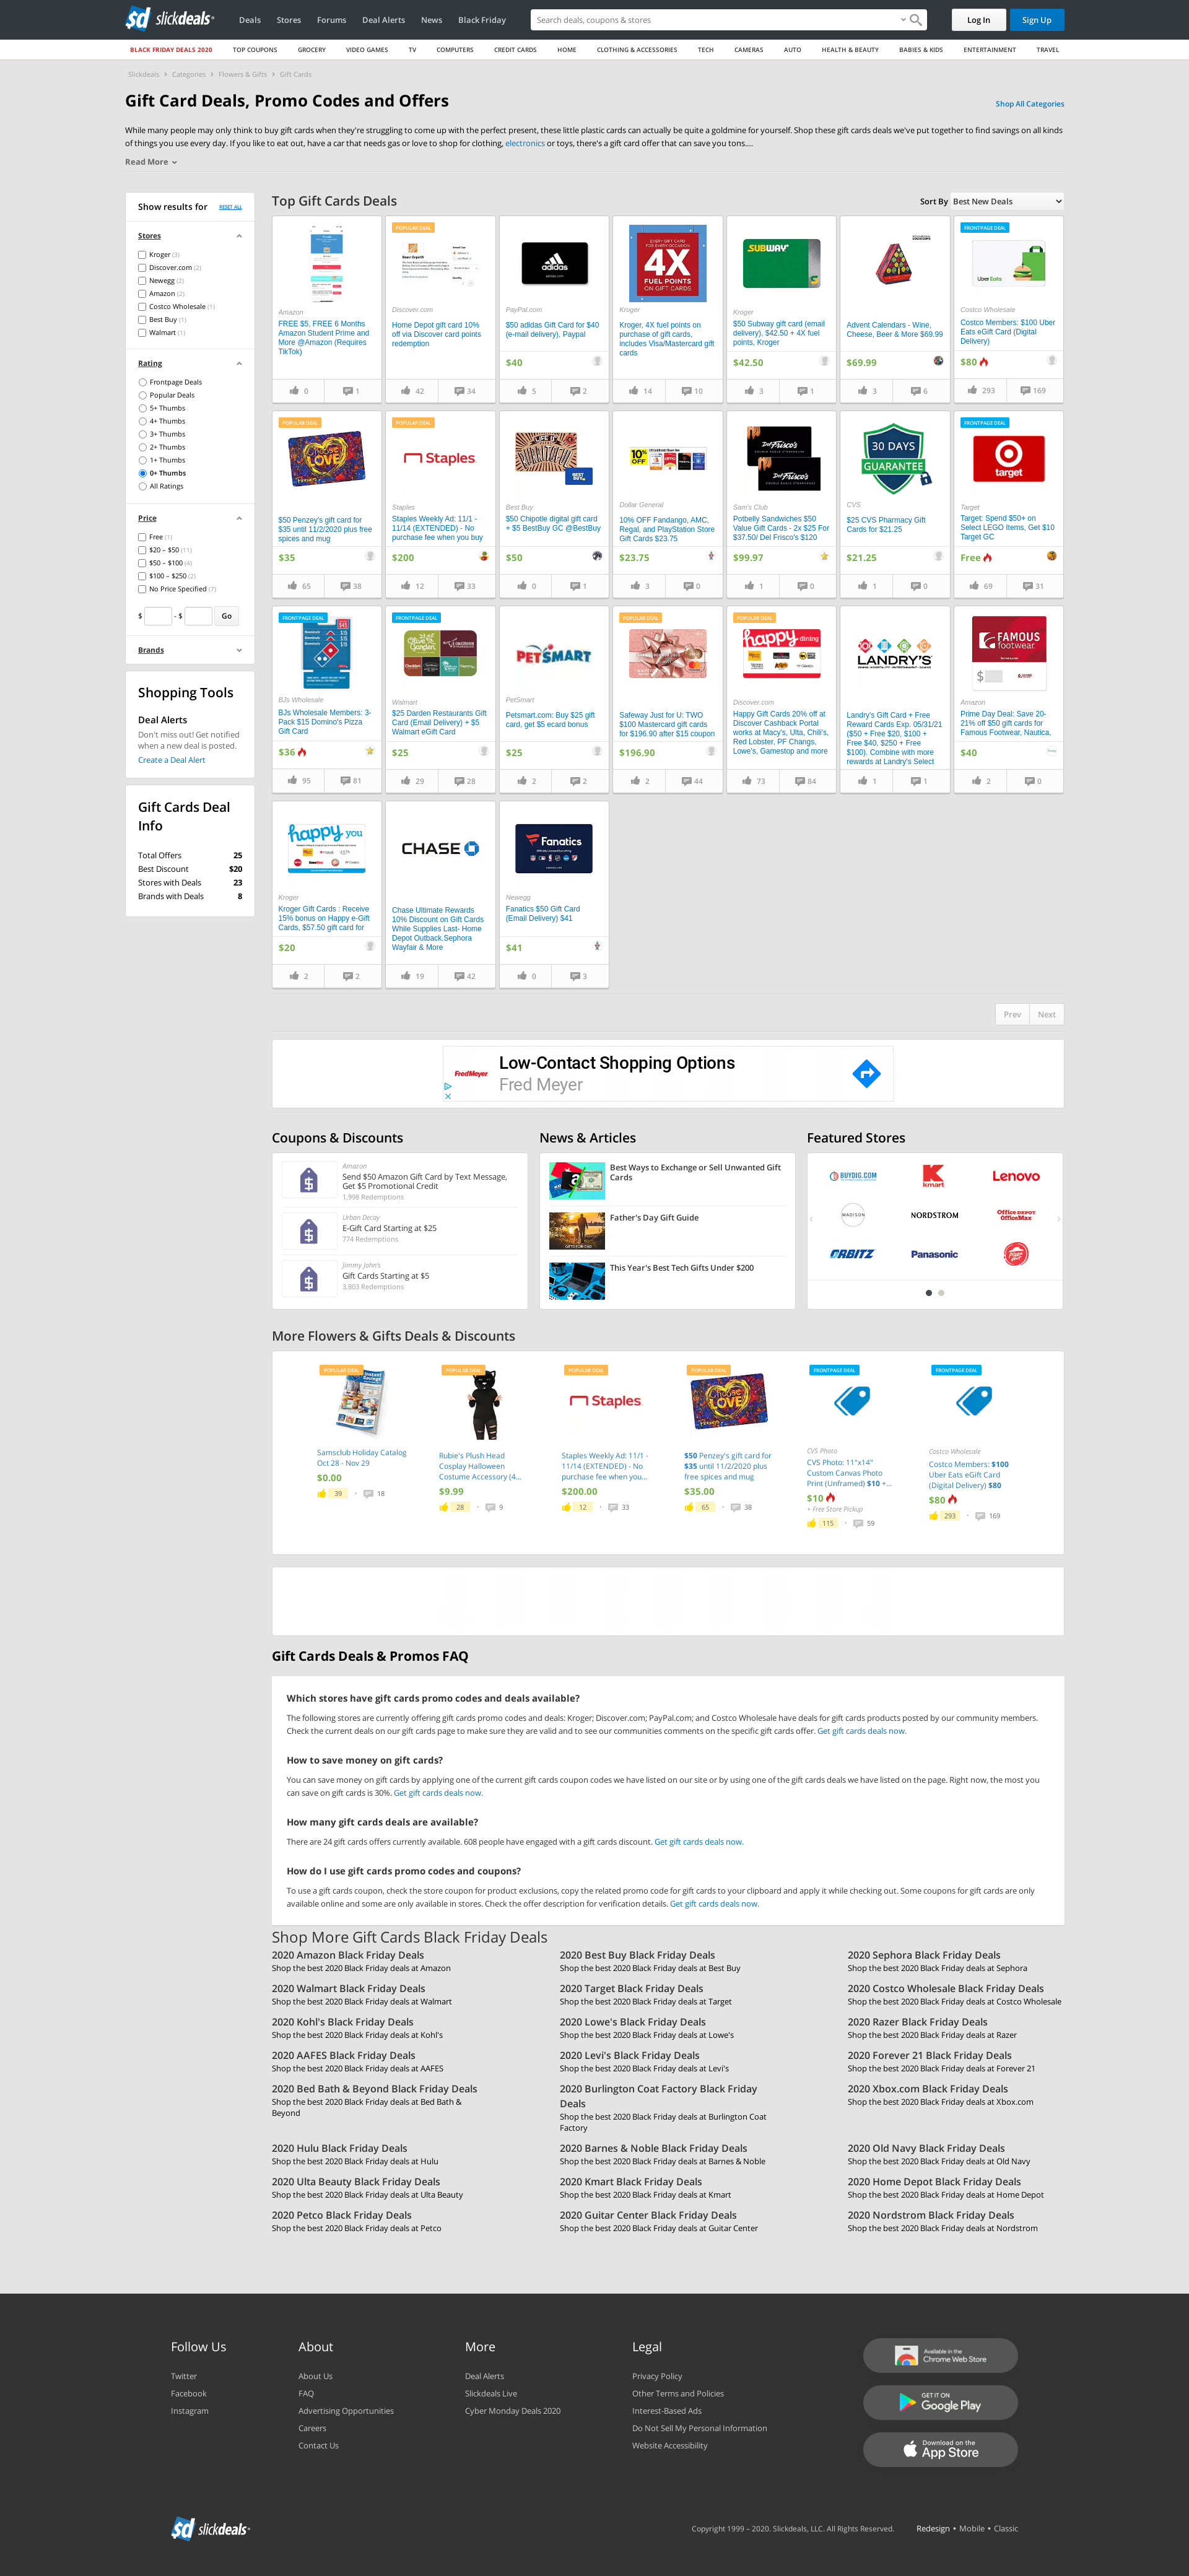 slickdeals
Deals Stores Forums Deal Alerts News Black Friday
Search deals, coupons & stores
Log In Sign Up
BLACK FRIDAY DEALS 2020 TOP COUPONS GROCERY VIDEO GAMES TV COMPUTERS CREDIT CARDS HOME CLOTHING & ACCESSORIES TECH CAMERAS AUTO HEALTH & BEAUTY BABIES & KIDS ENTERTAINMENT TRAVEL
Slickdeals > Categories > Flowers & Gifts > Gift Cards
Gift Card Deals, Promo Codes and Offers
Shop All Categories
While many people may only think to buy gift cards when they're struggling to come up with the perfect present, these little plastic cards can actually be quite a goldmine for yourself. Shop these gift cards deals we've put together to find savings on all kinds
of things you use every day. If you like to eat out, have a car that needs gas or love to shop for clothing, electronics or toys, there's a gift card offer that can save you tons....
Read More
Show results for RESET ALL
Stores
Kroger (3)
Discover.com (2)
Newegg (2)
Amazon (2)
Costco Wholesale (1)
Best Buy (1)
Walmart (1)
Rating
Frontpage Deals
Popular Deals
5+ Thumbs
4+ Thumbs
3+ Thumbs
2+ Thumbs
1+ Thumbs
0+ Thumbs
All Ratings
Price
Free (1)
$20 – $50 (11)
$50 – $100 (4)
$100 – $250 (2)
No Price Specified (7)
$ - $ Go
Brands
Shopping Tools
Deal Alerts
Don't miss out! Get notified
when a new deal is posted.
Create a Deal Alert
Gift Cards Deal
Info
Total Offers 25
Best Discount $20
Stores with Deals 23
Brands with Deals 8
Top Gift Cards Deals
Sort By Best New Deals
Amazon
FREE $5, FREE 6 Months
Amazon Student Prime and
More @Amazon (Requires
TikTok)
0 1
POPULAR DEAL
Discover.com
Home Depot gift card 10%
off via Discover card points
redemption
42 34
adidas
PayPal.com
$50 adidas Gift Card for $40
(e-mail delivery), Paypal
$40
5 2
EVERY GIFT CARD
FOR EVERY OCCASION
4X
FUEL POINTS
ON GIFT CARDS
Kroger
Kroger, 4X fuel points on
purchase of gift cards,
includes Visa/Mastercard gift
cards
14 10
SUBWAY
Kroger
$50 Subway gift card (email
delivery), $42.50 + 4X fuel
points, Kroger
$42.50
3 1
Advent Calendars - Wine,
Cheese, Beer & More $69.99
$69.99
3 6
FRONTPAGE DEAL
Uber Eats
Costco Wholesale
Costco Members: $100 Uber
Eats eGift Card (Digital
Delivery)
$80
293 169
POPULAR DEAL
CHOOSE
LOVE
$50 Penzey's gift card for
$35 until 11/2/2020 plus free
spices and mug
$35
65 38
POPULAR DEAL
Staples
Staples
Staples Weekly Ad: 11/1 -
11/14 (EXTENDED) - No
purchase fee when you buy
$200
12 33
Best Buy
$50 Chipotle digital gift card
+ $5 BestBuy GC @BestBuy
$50
0 1
10% OFF
Dollar General
10% OFF Fandango, AMC,
Regal, and PlayStation Store
Gift Cards $23.75
$23.75
3 0
Del Frisco's
Del Frisco's
Sam's Club
Potbelly Sandwiches $50
Value Gift Cards - 2x $25 For
$37.50/ Del Frisco's $120
$99.97
1 0
30 DAYS
GUARANTEE
CVS
$25 CVS Pharmacy Gift
Cards for $21.25
$21.25
1 0
FRONTPAGE DEAL
target
Target
Target: Spend $50+ on
Select LEGO Items, Get $10
Target GC
Free
69 31
FRONTPAGE DEAL
BJs Wholesale
BJs Wholesale Members: 3-
Pack $15 Domino's Pizza
Gift Card
$36
95 81
FRONTPAGE DEAL
Olive Garden
Walmart
$25 Darden Restaurants Gift
Card (Email Delivery) + $5
Walmart eGift Card
$25
29 28
PETSMART
PetSmart
Petsmart.com: Buy $25 gift
card, get $5 ecard bonus
$25
2 2
POPULAR DEAL
Safeway Just for U: TWO
$100 Mastercard gift cards
for $196.90 after $15 coupon
$196.90
2 44
POPULAR DEAL
happy dining
Discover.com
Happy Gift Cards 20% off at
Discover Cashback Portal
works at Macy's, Ulta, Chili's,
Red Lobster, PF Changs,
Lowe's, Gamestop and more
73 84
LANDRY'S
Landry's Gift Card + Free
Reward Cards Exp. 05/31/21
($50 + Free $20, $100 +
Free $40, $250 + Free
$100). Combine with more
rewards at Landry's Select
1 1
FAMOUS
footwear
$
Amazon
Prime Day Deal: Save 20-
21% off $50 gift cards for
Famous Footwear, Nautica,
$40
2 0
happy you
Kroger
Kroger Gift Cards : Receive
15% bonus on Happy e-Gift
Cards, $57.50 gift card for
$20
2 2
CHASE
Chase Ultimate Rewards
10% Discount on Gift Cards
While Supplies Last- Home
Depot Outback,Sephora
Wayfair & More
19 42
Fanatics
Newegg
Fanatics $50 Gift Card
(Email Delivery) $41
$41
0 3
Prev Next
Fred Meyer
Low-Contact Shopping Options
Fred Meyer
Coupons & Discounts
Amazon
Send $50 Amazon Gift Card by Text Message,
Get $5 Promotional Credit
1,998 Redemptions
Urban Decay
E-Gift Card Starting at $25
774 Redemptions
Jimmy John's
Gift Cards Starting at $5
3,803 Redemptions
News & Articles
Best Ways to Exchange or Sell Unwanted Gift
Cards
Father's Day Gift Guide
This Year's Best Tech Gifts Under $200
Featured Stores
BUYDIG.COM kmart Lenovo
MADISON NORDSTROM Office DEPOT OfficeMax
ORBITZ Panasonic Pizza Hut
More Flowers & Gifts Deals & Discounts
POPULAR DEAL
Samsclub Holiday Catalog
Oct 28 - Nov 29
$0.00
39 18
POPULAR DEAL
Rubie's Plush Head
Cosplay Halloween
Costume Accessory (4...
$9.99
28 9
POPULAR DEAL
Staples
Staples Weekly Ad: 11/1 -
11/14 (EXTENDED) - No
purchase fee when you...
$200.00
12 33
POPULAR DEAL
CHOOSE
LOVE
$50 Penzey's gift card for
$35 until 11/2/2020 plus
free spices and mug
$35.00
65 38
FRONTPAGE DEAL
CVS Photo
CVS Photo: 11"x14"
Custom Canvas Photo
Print (Unframed) $10 +...
$10
+ Free Store Pickup
115 59
FRONTPAGE DEAL
Costco Wholesale
Costco Members: $100
Uber Eats eGift Card
(Digital Delivery) $80
$80
293 169
Gift Cards Deals & Promos FAQ
Which stores have gift cards promo codes and deals available?
The following stores are currently offering gift cards promo codes and deals: Kroger; Discover.com; PayPal.com; and Costco Wholesale have deals for gift cards products posted by our community members.
Check the current deals on our gift cards page to make sure they are valid and to see our communities comments on the specific gift cards offer. Get gift cards deals now.
How to save money on gift cards?
You can save money on gift cards by applying one of the current gift cards coupon codes we have listed on our site or by using one of the gift cards deals we have listed on the page. Right now, the most you
can save on gift cards is 30%. Get gift cards deals now.
How many gift cards deals are available?
There are 24 gift cards offers currently available. 608 people have engaged with a gift cards discount. Get gift cards deals now.
How do I use gift cards promo codes and coupons?
To use a gift cards coupon, check the store coupon for product exclusions, copy the related promo code for gift cards to your clipboard and apply it while checking out. Some coupons for gift cards are only
available online and some are only available in stores. Check the offer description for verification details. Get gift cards deals now.
Shop More Gift Cards Black Friday Deals
2020 Amazon Black Friday Deals
Shop the best 2020 Black Friday deals at Amazon
2020 Best Buy Black Friday Deals
Shop the best 2020 Black Friday deals at Best Buy
2020 Sephora Black Friday Deals
Shop the best 2020 Black Friday deals at Sephora
2020 Walmart Black Friday Deals
Shop the best 2020 Black Friday deals at Walmart
2020 Target Black Friday Deals
Shop the best 2020 Black Friday deals at Target
2020 Costco Wholesale Black Friday Deals
Shop the best 2020 Black Friday deals at Costco Wholesale
2020 Kohl's Black Friday Deals
Shop the best 2020 Black Friday deals at Kohl's
2020 Lowe's Black Friday Deals
Shop the best 2020 Black Friday deals at Lowe's
2020 Razer Black Friday Deals
Shop the best 2020 Black Friday deals at Razer
2020 AAFES Black Friday Deals
Shop the best 2020 Black Friday deals at AAFES
2020 Levi's Black Friday Deals
Shop the best 2020 Black Friday deals at Levi's
2020 Forever 21 Black Friday Deals
Shop the best 2020 Black Friday deals at Forever 21
2020 Bed Bath & Beyond Black Friday Deals
Shop the best 2020 Black Friday deals at Bed Bath &
Beyond
2020 Burlington Coat Factory Black Friday
Deals
Shop the best 2020 Black Friday deals at Burlington Coat
Factory
2020 Xbox.com Black Friday Deals
Shop the best 2020 Black Friday deals at Xbox.com
2020 Hulu Black Friday Deals
Shop the best 2020 Black Friday deals at Hulu
2020 Barnes & Noble Black Friday Deals
Shop the best 2020 Black Friday deals at Barnes & Noble
2020 Old Navy Black Friday Deals
Shop the best 2020 Black Friday deals at Old Navy
2020 Ulta Beauty Black Friday Deals
Shop the best 2020 Black Friday deals at Ulta Beauty
2020 Kmart Black Friday Deals
Shop the best 2020 Black Friday deals at Kmart
2020 Home Depot Black Friday Deals
Shop the best 2020 Black Friday deals at Home Depot
2020 Petco Black Friday Deals
Shop the best 2020 Black Friday deals at Petco
2020 Guitar Center Black Friday Deals
Shop the best 2020 Black Friday deals at Guitar Center
2020 Nordstrom Black Friday Deals
Shop the best 2020 Black Friday deals at Nordstrom
Follow Us
Twitter
Facebook
Instagram
About
About Us
FAQ
Advertising Opportunities
Careers
Contact Us
More
Deal Alerts
Slickdeals Live
Cyber Monday Deals 2020
Legal
Privacy Policy
Other Terms and Policies
Interest-Based Ads
Do Not Sell My Personal Information
Website Accessibility
Available in the
Chrome Web Store
GET IT ON
Google Play
Download on the
App Store
slickdeals
Copyright 1999 – 2020. Slickdeals, LLC. All Rights Reserved. Redesign • Mobile • Classic